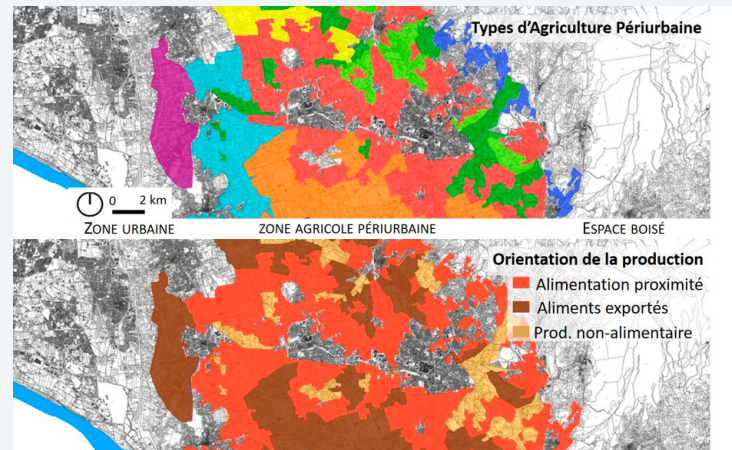 Types d'Agriculture Périurbaine
0 2 km
ZONE URBAINE ZONE AGRICOLE PÉRIURBAINE ESPACE BOISÉ
Orientation de la production
Alimentation proximité
Aliments exportés
Prod. non-alimentaire